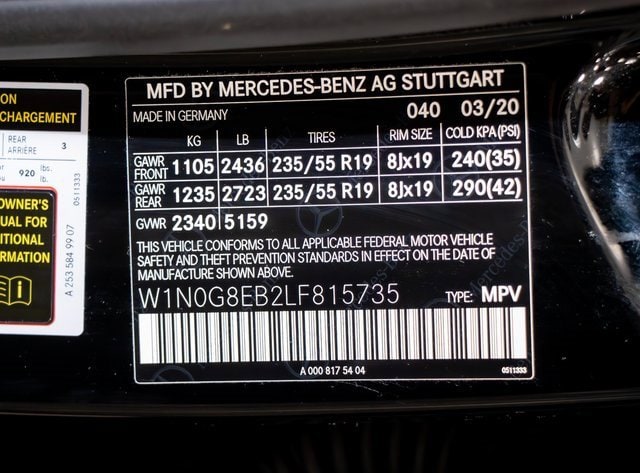 ON
CHARGEMENT
REAR
ARRIERE 3
920 lbs. lb.
OWNER'S
UAL FOR
ITIONAL
ORMATION
A 253 584 99 07
0511333
MFD BY MERCEDES-BENZ AG STUTTGART
MADE IN GERMANY 040 03/20
KG LB TIRES RIM SIZE COLD KPA(PSI)
GAWR FRONT 1105 2436 235/55 R19 8Jx19 240(35)
GAWR REAR 1235 2723 235/55 R19 8Jx19 290(42)
GVWR 2340 5159
THIS VEHICLE CONFORMS TO ALL APPLICABLE FEDERAL MOTOR VEHICLE
SAFETY AND THEFT PREVENTION STANDARDS IN EFFECT ON THE DATE OF
MANUFACTURE SHOWN ABOVE.
W1N0G8EB2LF815735 TYPE: MPV
A 000 817 54 04 0511333